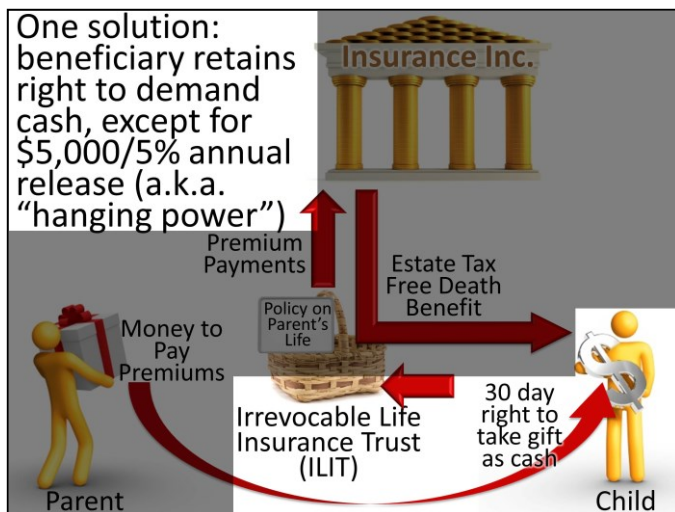 One solution:
beneficiary retains
right to demand
cash, except for
$5,000/5% annual
release (a.k.a.
“hanging power”)
Insurance Inc.
Premium
Payments
Estate Tax
Free Death
Benefit
Policy on
Parent’s
Life
Money to
Pay
Premiums
Irrevocable Life
Insurance Trust
(ILIT)
30 day
right to
take gift
as cash
$
Parent
Child